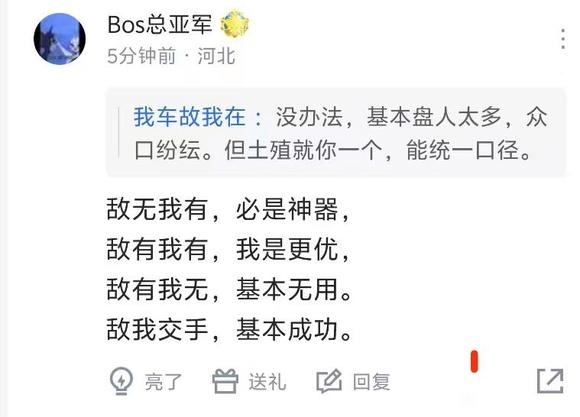 Bos总亚军
5分钟前 · 河北
我车故我在：没办法，基本盘人太多，众
口纷纭。但土殖就你一个，能统一口径。
敌无我有，必是神器，
敌有我有，我是更优，
敌有我无，基本无用。
敌我交手，基本成功。
亮了 送礼 回复